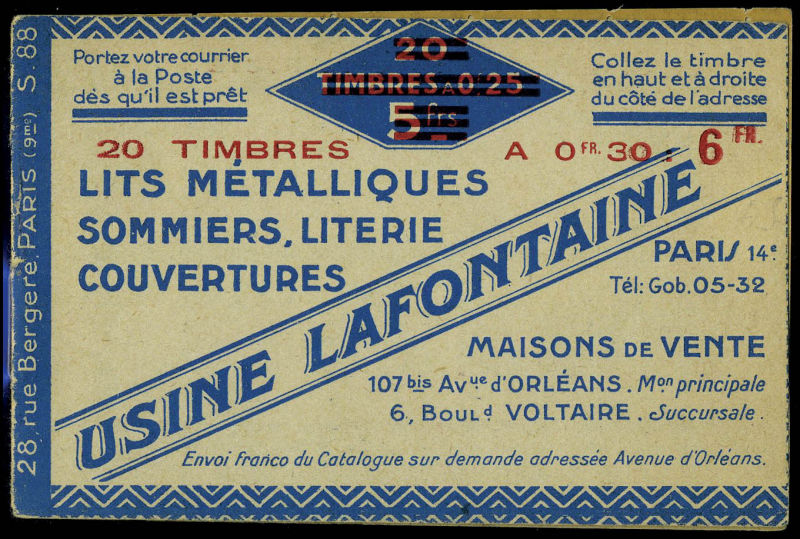 28, rue Bergère, PARIS (9me) S. 88
Portez votre courrier
à la Poste
dès qu'il est prêt
20
TIMBRES A 0F.25
5 frs
Collez le timbre
en haut et à droite
du côté de l'adresse
20 TIMBRES A 0FR.30 : 6 FR.
LITS MÉTALLIQUES
SOMMIERS, LITERIE
COUVERTURES
USINE LAFONTAINE
PARIS 14e
Tél: Gob. 05-32
MAISONS DE VENTE
107 bis Avue d'ORLÉANS. Mon principale
6, BOULd VOLTAIRE. Succursale.
Envoi franco du Catalogue sur demande adressée Avenue d'Orléans.